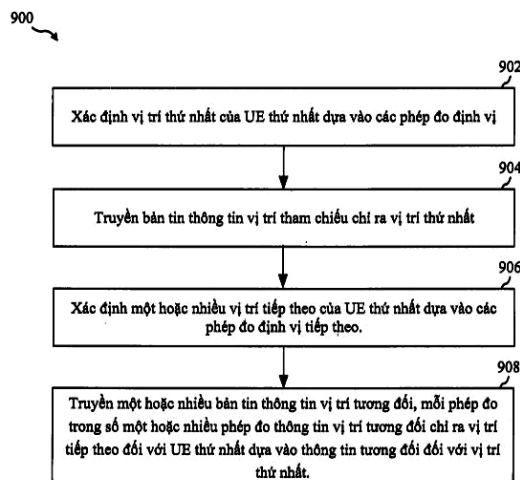 900
902
Xác định vị trí thứ nhất của UE thứ nhất dựa vào các phép đo định vị
904
Truyền bản tin thông tin vị trí tham chiếu chỉ ra vị trí thứ nhất
906
Xác định một hoặc nhiều vị trí tiếp theo của UE thứ nhất dựa vào các
phép đo định vị tiếp theo.
908
Truyền một hoặc nhiều bản tin thông tin vị trí tương đối, mỗi phép đo
trong số một hoặc nhiều phép đo thông tin vị trí tương đối chỉ ra vị trí
tiếp theo đối với UE thứ nhất dựa vào thông tin tương đối đối với vị trí
thứ nhất.